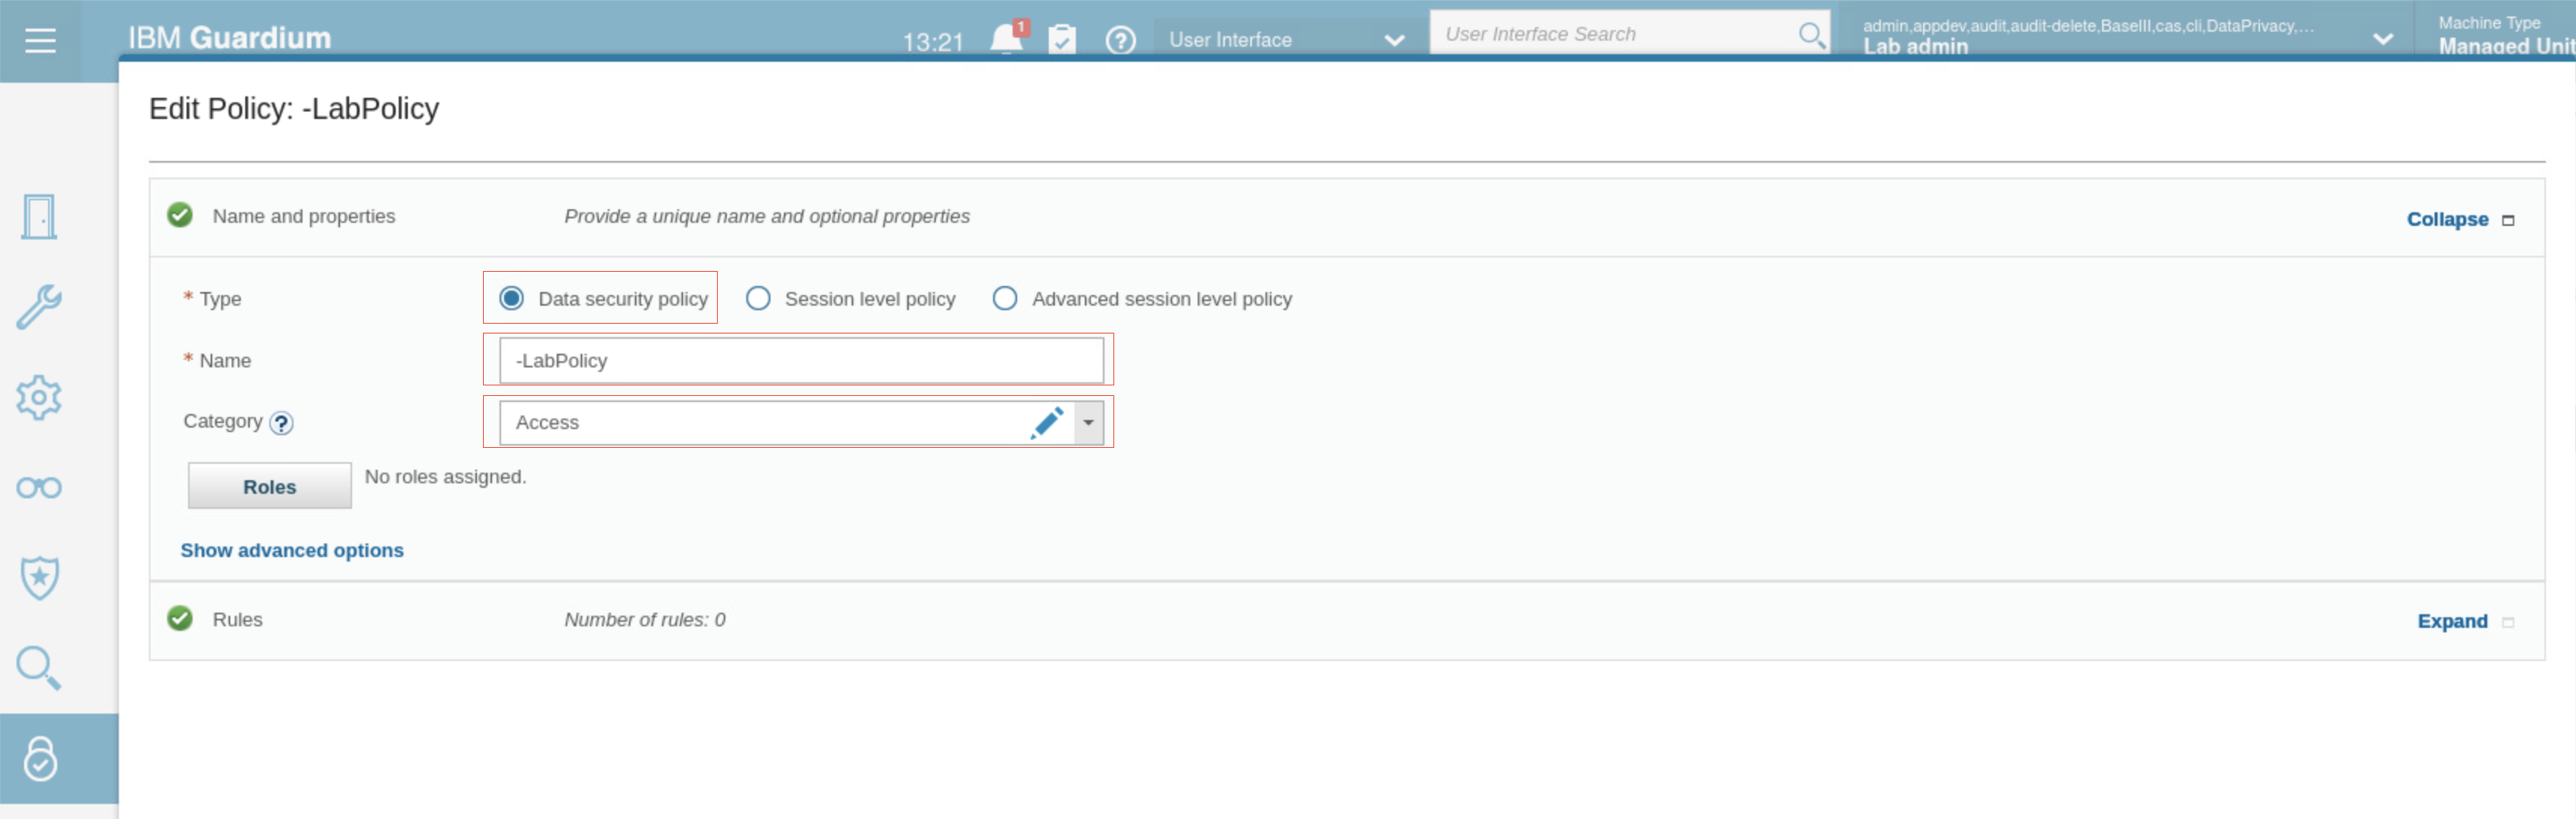 IBM Guardium
13:21
1
User Interface
User Interface Search
admin,appdev,audit,audit-delete,BaseIII,cas,cli,DataPrivacy,...
Lab admin
Machine Type
Managed Unit
Edit Policy: -LabPolicy
Name and properties
Provide a unique name and optional properties
Collapse
* Type
Data security policy
Session level policy
Advanced session level policy
* Name
-LabPolicy
Category ?
Access
Roles
No roles assigned.
Show advanced options
Rules
Number of rules: 0
Expand